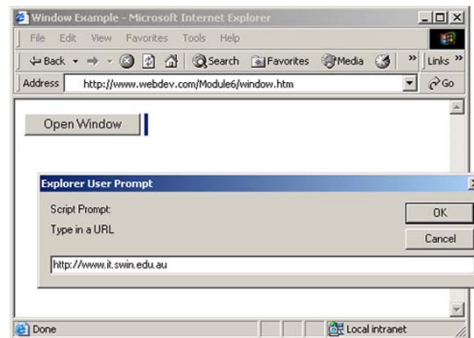 Window Example - Microsoft Internet Explorer
File Edit View Favorites Tools Help
Back Search Favorites Media » Links »
Address http://www.webdev.com/Module6/window.htm Go
Open Window
Explorer User Prompt
Script Prompt:
OK
Type in a URL
Cancel
http://www.it.swin.edu.au
Done Local intranet